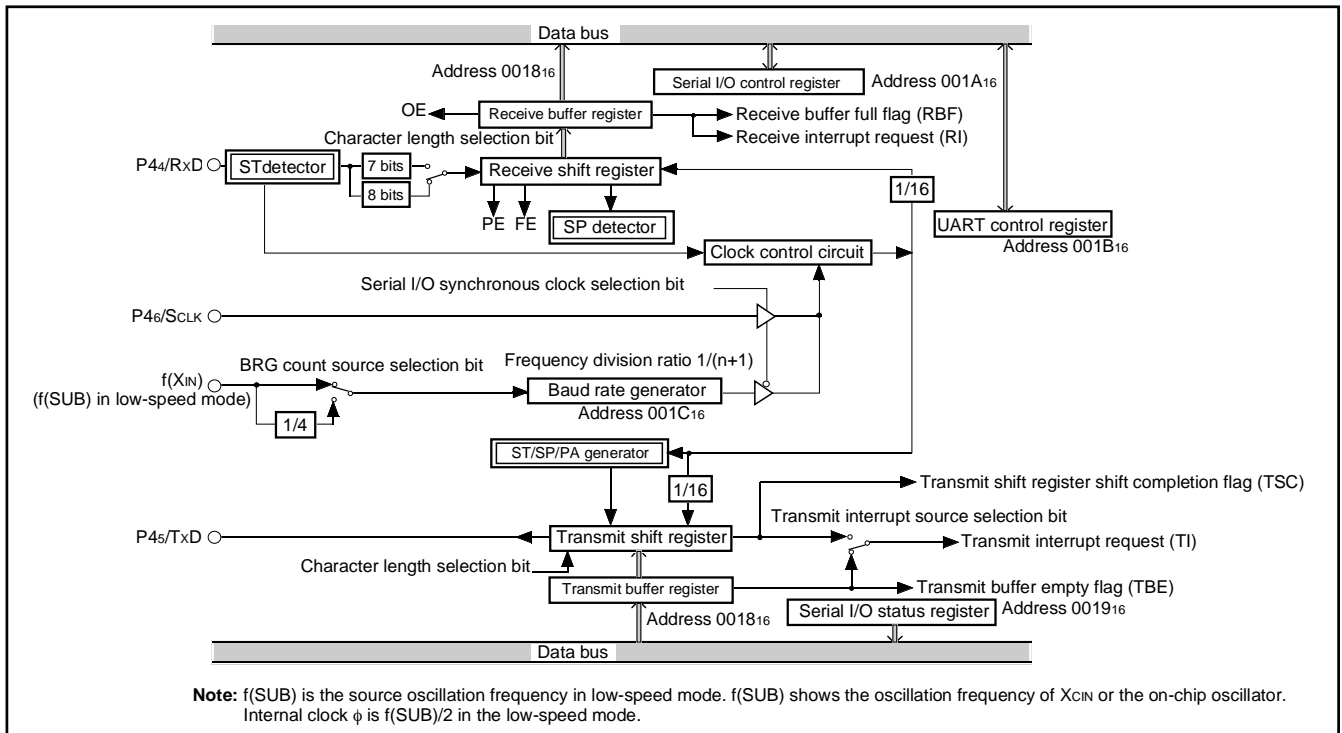 Data bus
Address 0018₁₆
Serial I/O control register
Address 001A₁₆
OE
Receive buffer register
Receive buffer full flag (RBF)
Receive interrupt request (RI)
Character length selection bit
P4₄/RxD
STdetector
7 bits
8 bits
Receive shift register
1/16
PE
FE
SP detector
UART control register
Address 001B₁₆
Clock control circuit
Serial I/O synchronous clock selection bit
P4₆/SCLK
BRG count source selection bit
Frequency division ratio 1/(n+1)
f(XIN)
(f(SUB) in low-speed mode)
Baud rate generator
Address 001C₁₆
1/4
ST/SP/PA generator
1/16
Transmit shift register shift completion flag (TSC)
Transmit interrupt source selection bit
P4₅/TxD
Transmit shift register
Transmit interrupt request (TI)
Character length selection bit
Transmit buffer register
Transmit buffer empty flag (TBE)
Address 0018₁₆
Serial I/O status register
Address 0019₁₆
Data bus
Note: f(SUB) is the source oscillation frequency in low-speed mode. f(SUB) shows the oscillation frequency of XCIN or the on-chip oscillator.
Internal clock φ is f(SUB)/2 in the low-speed mode.